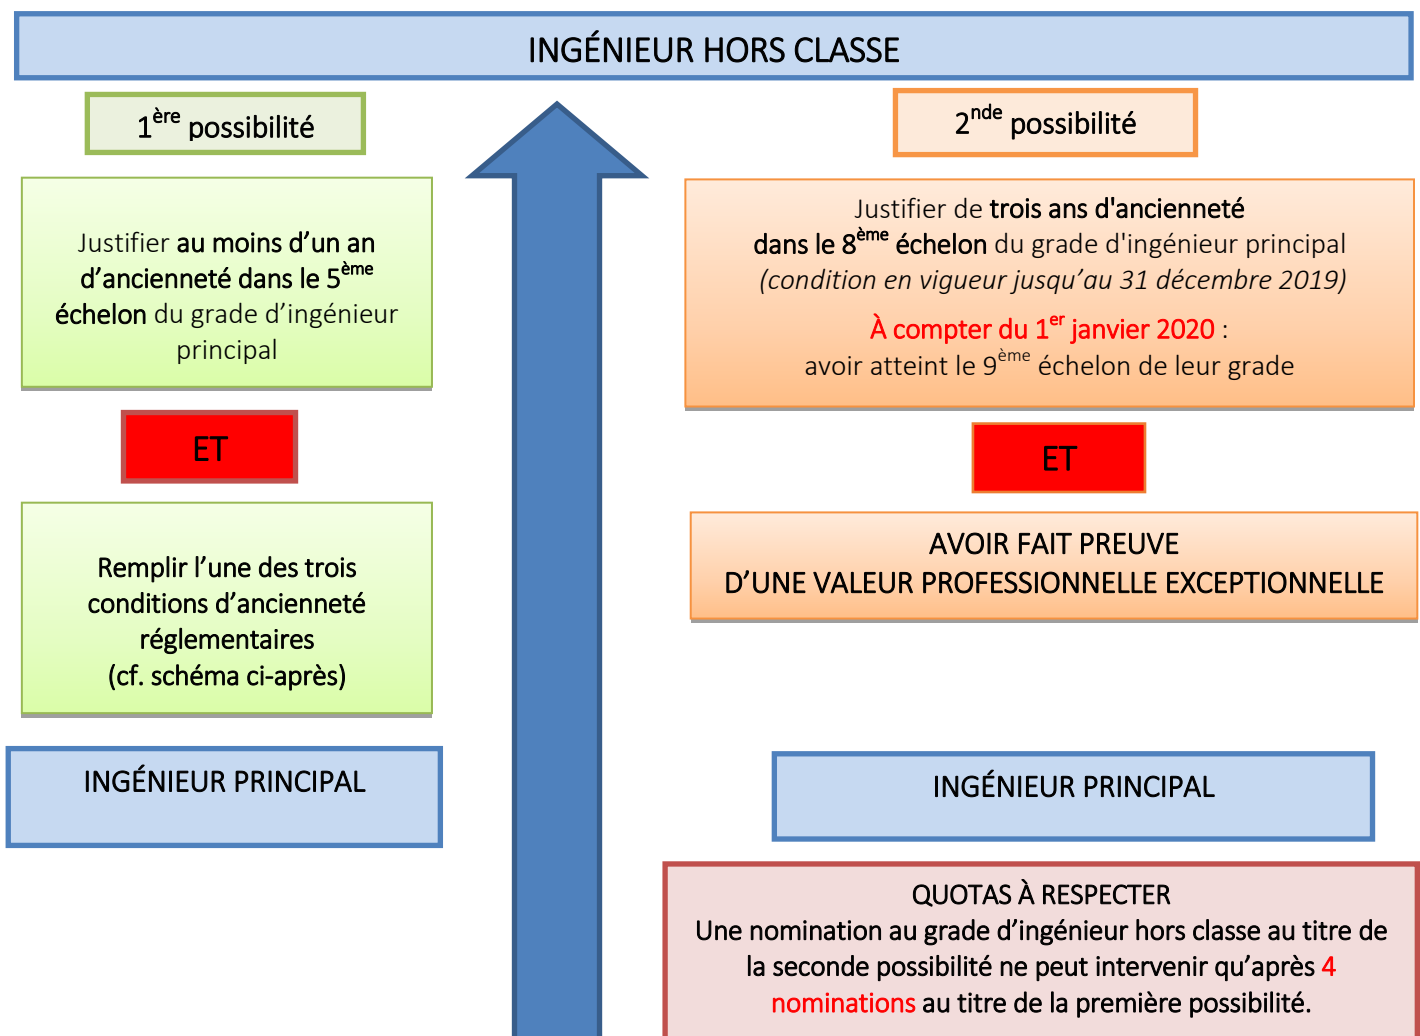 INGÉNIEUR HORS CLASSE
1ère possibilité
Justifier au moins d’un an
d’ancienneté dans le 5ème
échelon du grade d’ingénieur
principal
ET
Remplir l’une des trois
conditions d’ancienneté
réglementaires
(cf. schéma ci-après)
INGÉNIEUR PRINCIPAL
2nde possibilité
Justifier de trois ans d'ancienneté
dans le 8ème échelon du grade d'ingénieur principal
(condition en vigueur jusqu’au 31 décembre 2019)
À compter du 1er janvier 2020 :
avoir atteint le 9ème échelon de leur grade
ET
AVOIR FAIT PREUVE
D’UNE VALEUR PROFESSIONNELLE EXCEPTIONNELLE
INGÉNIEUR PRINCIPAL
QUOTAS À RESPECTER
Une nomination au grade d’ingénieur hors classe au titre de
la seconde possibilité ne peut intervenir qu’après 4
nominations au titre de la première possibilité.